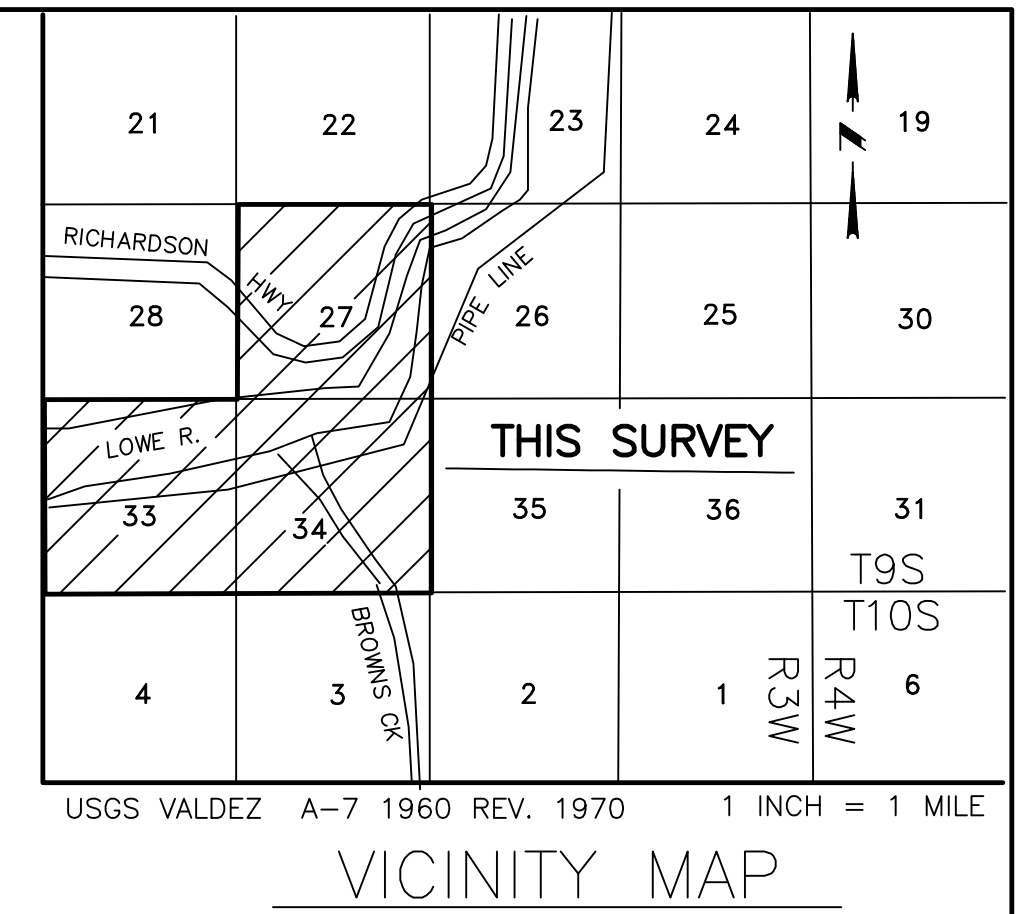 21 22 23 24 N 19
RICHARDSON
HWY
PIPE LINE
28 27 26 25 30
LOWE R.
THIS SURVEY
33 34 35 36 31
T9S
T10S
BROWNS CK
R3W R4W
4 3 2 1 6
USGS VALDEZ A-7 1960 REV. 1970 1 INCH = 1 MILE
VICINITY MAP